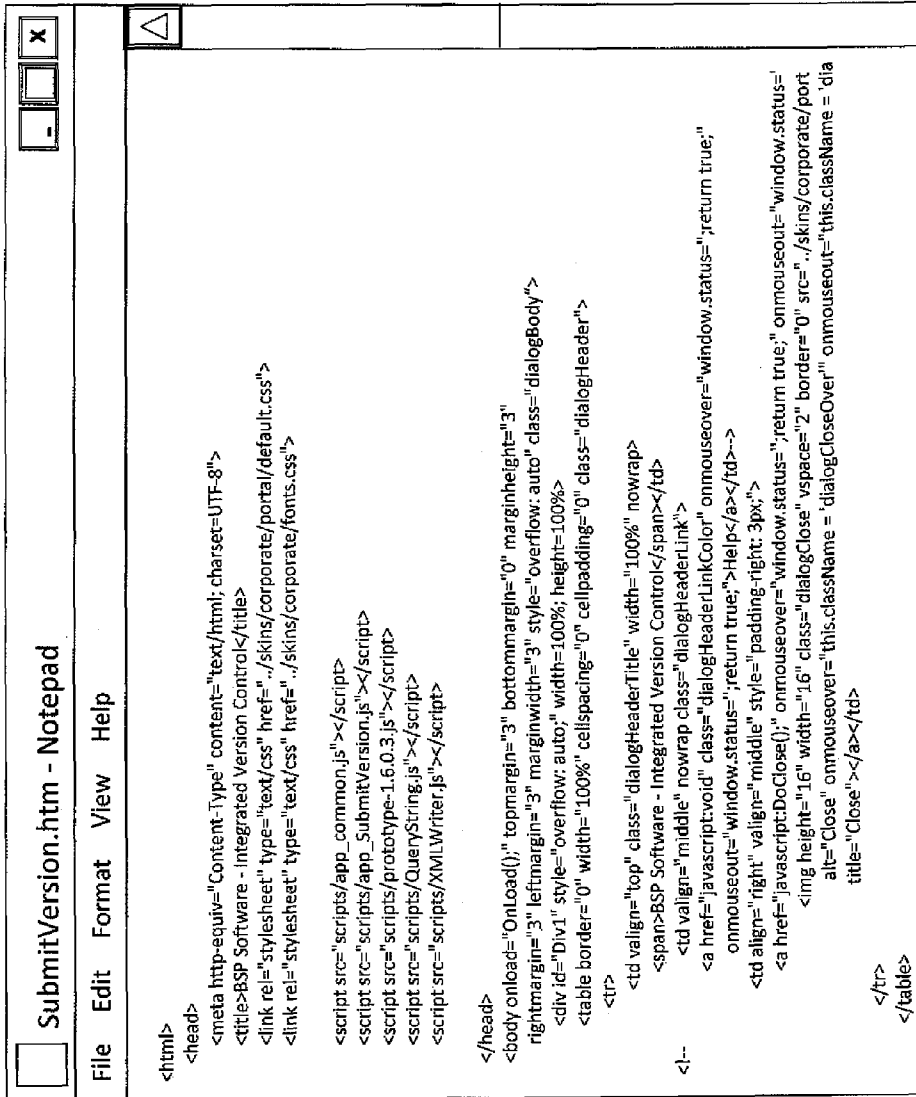 SubmitVersion.htm - Notepad
- x
File Edit Format View Help
<html>
<head>
<meta http-equiv="Content-Type" content="text/html; charset=UTF-8">
<title>BSP Software - Integrated Version Control</title>
<link rel="stylesheet" type="text/css" href="../skins/corporate/portal/default.css">
<link rel="stylesheet" type="text/css" href="../skins/corporate/fonts.css">
<script src="scripts/app_common.js"></script>
<script src="scripts/app_SubmitVersion.js"></script>
<script src="scripts/prototype-1.6.0.3.js"></script>
<script src="scripts/QueryString.js"></script>
<script src="scripts/XMLWriter.js"></script>
</head>
<body onload="OnLoad();" topmargin="3" bottommargin="0" marginheight="3"
rightmargin="3" leftmargin="3" marginwidth="3" style="overflow: auto" class="dialogBody">
<div id="Div1" style="overflow: auto;" width=100%; height=100%>
<table border="0" width="100%" cellspacing="0" cellpadding="0" class="dialogHeader">
<tr>
<td valign="top" class="dialogHeaderTitle" width="100%" nowrap>
<span>BSP Software - Integrated Version Control</span></td>
<!-- <td valign="middle" nowrap class="dialogHeaderLink">
<a href="javascript:void" class="dialogHeaderLinkColor" onmouseover="window.status='';return true;"
onmouseout="window.status='';return true;">Help</a></td>-->
<td align="right" valign="middle" style="padding-right: 3px;">
<a href="javascript:DoClose();" onmouseover="window.status='';return true;" onmouseout="window.status='
<img height="16" width="16" class="dialogClose" vspace="2" border="0" src="../skins/corporate/port
alt="Close" onmouseover="this.className = 'dialogCloseOver'" onmouseout="this.className = 'dia
title="Close"></a></td>
</tr>
</table>